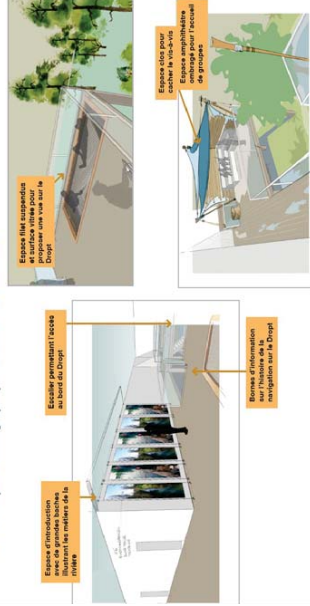 Espace d'introduction
avec de grandes baches
illustrant les métiers de la
rivière
Escalier permettant l'accès
au bord du Dropt
Bornes d'information
sur l'histoire de la
navigation sur le Dropt
Espace filet suspendus
et surface vitrée pour
proposer une vue sur le
Dropt
Espace clos pour
cacher le vis-à-vis
Espace amphithéâtre
ombragé pour l'accueil
de groupes